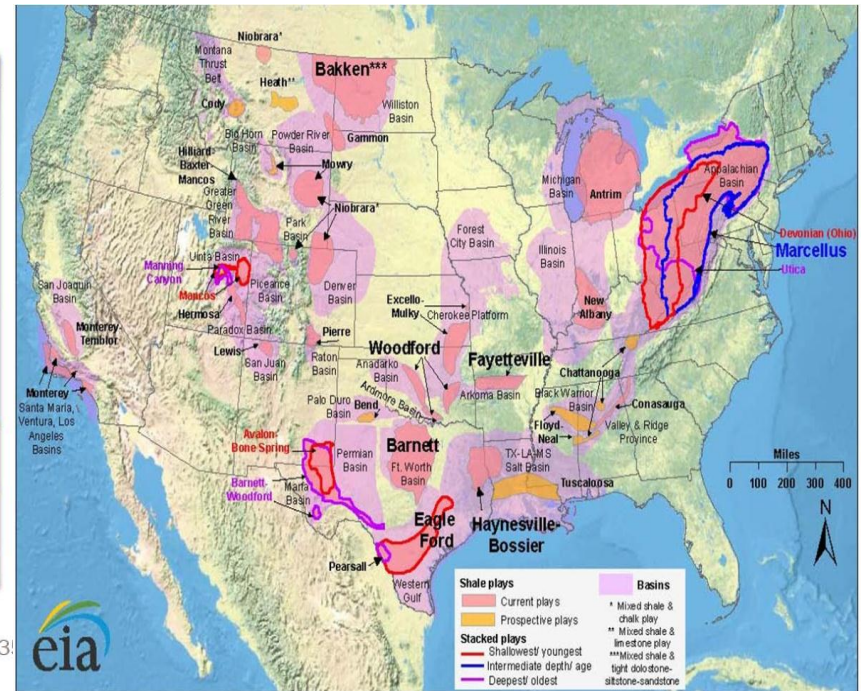 Niobrara*
Montana
Thrust
Belt
Heath**
Bakken***
Cody
Williston
Basin
Big Horn
Basin
Powder River
Basin
Gammon
Hilliard-
Baxter-
Mancos
Mowry
Greater
Green
River
Basin
Niobrara*
Park
Basin
Uinta Basin
Manning
Canyon
Mancos
Piceance
Basin
Denver
Basin
Hermosa
Paradox Basin
Pierre
Lewis
San Juan
Basin
Raton
Basin
San Joaquin
Basin
Monterey-
Temblor
Monterey
Santa Maria,
Ventura, Los
Angeles
Basins
Forest
City Basin
Excello-
Mulky
Cherokee Platform
Woodford
Anadarko
Basin
Ardmore Basin
Fayetteville
Arkoma Basin
Palo Duro
Basin
Bend
Michigan
Basin
Antrim
Illinois
Basin
New
Albany
Appalachian
Basin
Devonian (Ohio)
Marcellus
Utica
Chattanooga
Black Warrior
Basin
Conasauga
Floyd-
Neal
Valley & Ridge
Province
Avalon-
Bone Spring
Permian
Basin
Barnett
Ft. Worth
Basin
TX-LA-MS
Salt Basin
Tuscaloosa
Barnett-
Woodford
Marfa
Basin
Eagle
Ford
Haynesville-
Bossier
Pearsall
Western
Gulf
Miles
0 100 200 300 400
N
35
eia
Shale plays
Current plays
Prospective plays
Stacked plays
Shallowest/ youngest
Intermediate depth/ age
Deepest/ oldest
Basins
* Mixed shale &
chalk play
** Mixed shale &
limestone play
***Mixed shale &
tight dolostone-
siltstone-sandstone